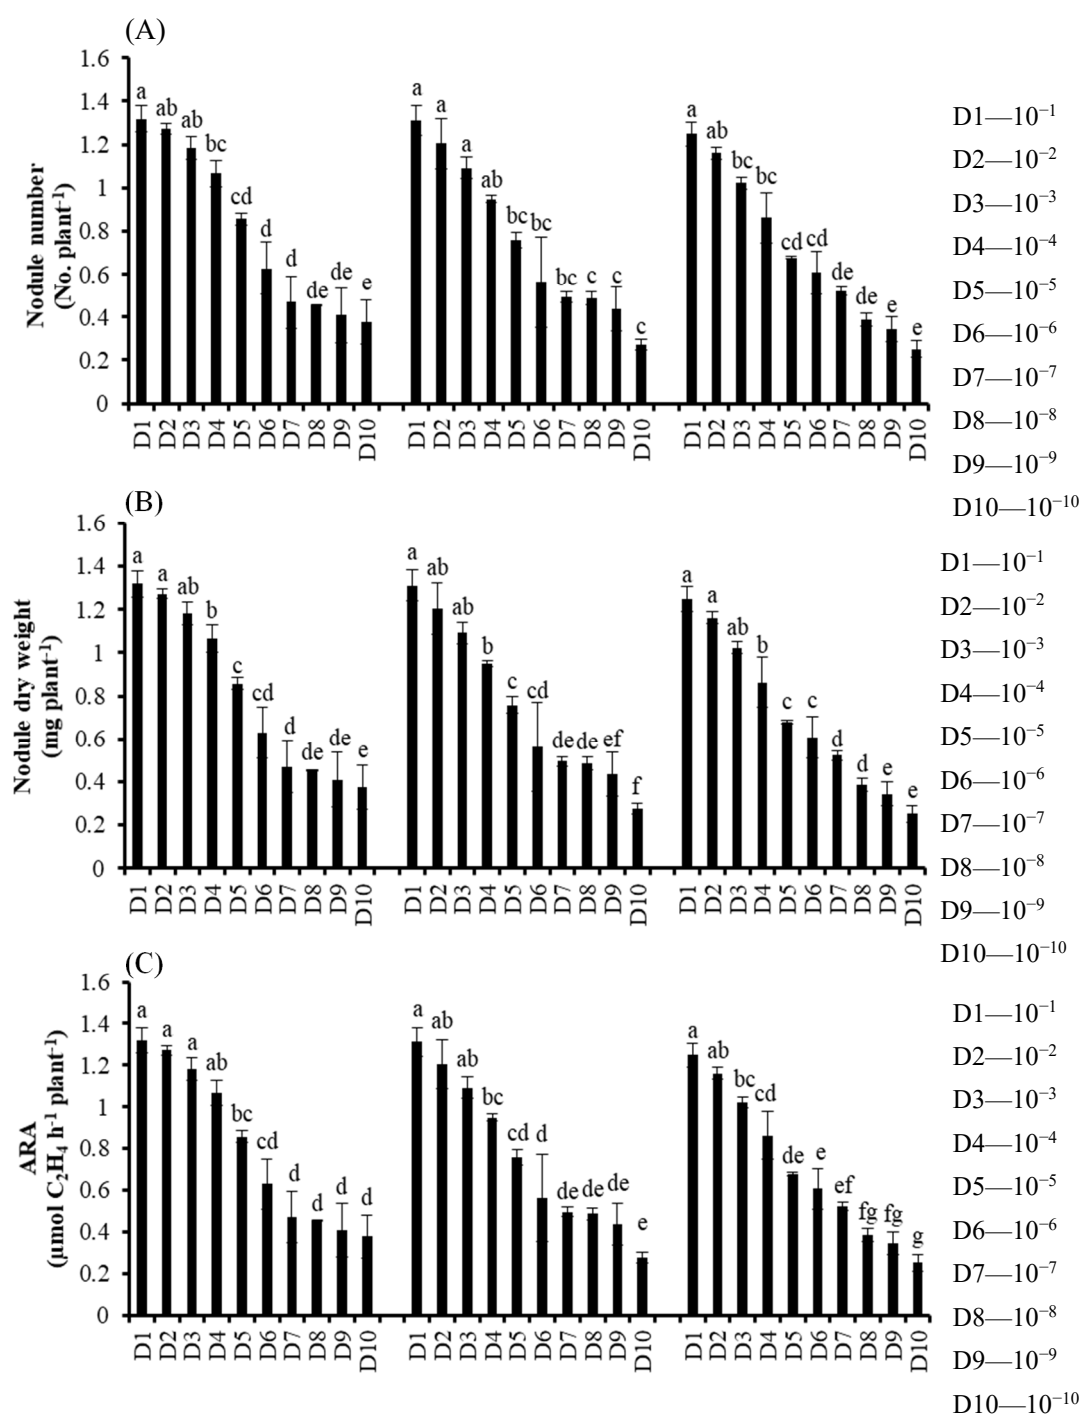 (A)
Nodule number
(No. plant⁻¹)
1.6
1.4
1.2
1
0.8
0.6
0.4
0.2
0
a ab ab bc cd d d de de e
a a a ab bc bc bc c c c
a ab bc bc cd cd de de e e
D1 D2 D3 D4 D5 D6 D7 D8 D9 D10
D1 D2 D3 D4 D5 D6 D7 D8 D9 D10
D1 D2 D3 D4 D5 D6 D7 D8 D9 D10
D1—10⁻¹
D2—10⁻²
D3—10⁻³
D4—10⁻⁴
D5—10⁻⁵
D6—10⁻⁶
D7—10⁻⁷
D8—10⁻⁸
D9—10⁻⁹
D10—10⁻¹⁰
(B)
Nodule dry weight
(mg plant⁻¹)
1.6
1.4
1.2
1
0.8
0.6
0.4
0.2
0
a a ab b c cd d de de e
a ab ab b c cd de de ef f
a a ab b c c d d e e
D1 D2 D3 D4 D5 D6 D7 D8 D9 D10
D1 D2 D3 D4 D5 D6 D7 D8 D9 D10
D1 D2 D3 D4 D5 D6 D7 D8 D9 D10
D1—10⁻¹
D2—10⁻²
D3—10⁻³
D4—10⁻⁴
D5—10⁻⁵
D6—10⁻⁶
D7—10⁻⁷
D8—10⁻⁸
D9—10⁻⁹
D10—10⁻¹⁰
(C)
ARA
(µmol C₂H₄ h⁻¹ plant⁻¹)
1.6
1.4
1.2
1
0.8
0.6
0.4
0.2
0
a a a ab bc cd d d d d
a ab ab bc cd d de de de e
a ab bc cd de e ef fg fg g
D1 D2 D3 D4 D5 D6 D7 D8 D9 D10
D1 D2 D3 D4 D5 D6 D7 D8 D9 D10
D1 D2 D3 D4 D5 D6 D7 D8 D9 D10
D1—10⁻¹
D2—10⁻²
D3—10⁻³
D4—10⁻⁴
D5—10⁻⁵
D6—10⁻⁶
D7—10⁻⁷
D8—10⁻⁸
D9—10⁻⁹
D10—10⁻¹⁰